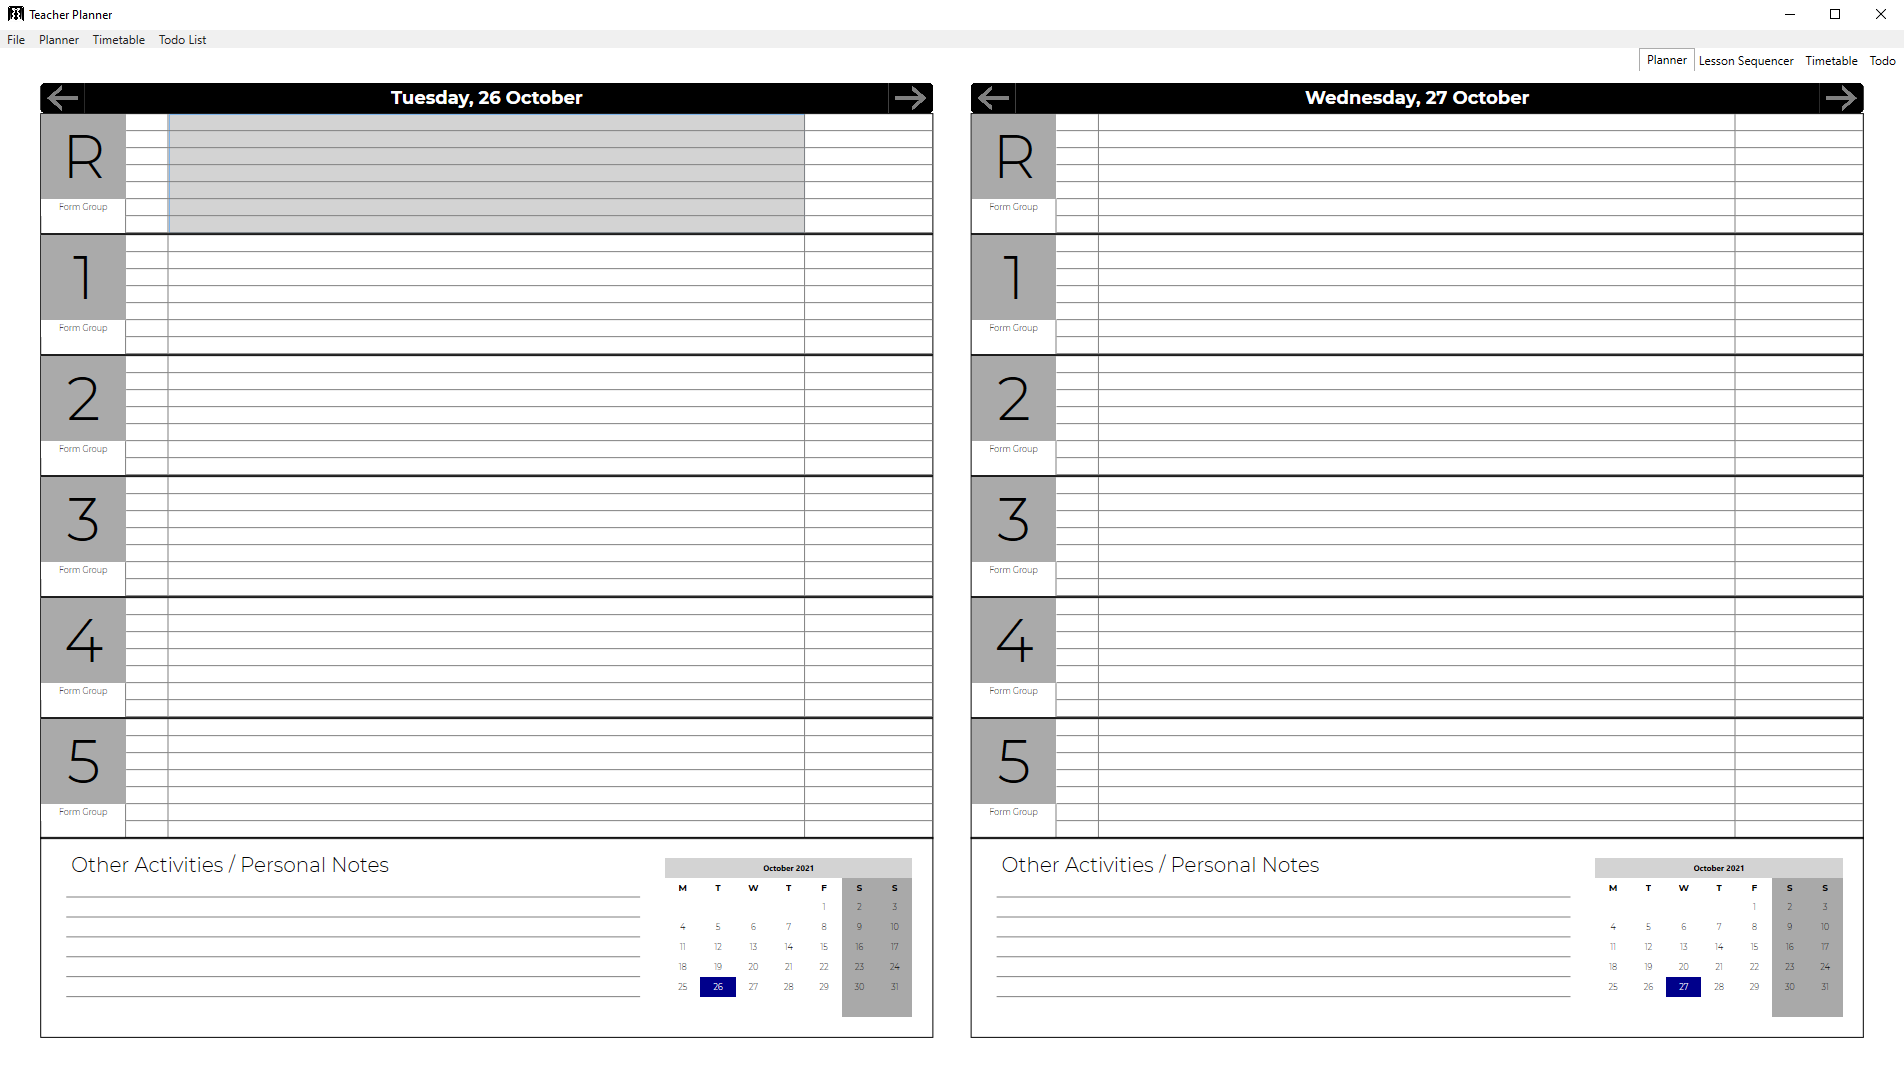 Teacher Planner
File Planner Timetable Todo List
Planner Lesson Sequencer Timetable Todo
Tuesday, 26 October
R
Form Group
1
Form Group
2
Form Group
3
Form Group
4
Form Group
5
Form Group
Other Activities / Personal Notes
October 2021
M T W T F S S
1 2 3
4 5 6 7 8 9 10
11 12 13 14 15 16 17
18 19 20 21 22 23 24
25 26 27 28 29 30 31
Wednesday, 27 October
R
Form Group
1
Form Group
2
Form Group
3
Form Group
4
Form Group
5
Form Group
Other Activities / Personal Notes
October 2021
M T W T F S S
1 2 3
4 5 6 7 8 9 10
11 12 13 14 15 16 17
18 19 20 21 22 23 24
25 26 27 28 29 30 31